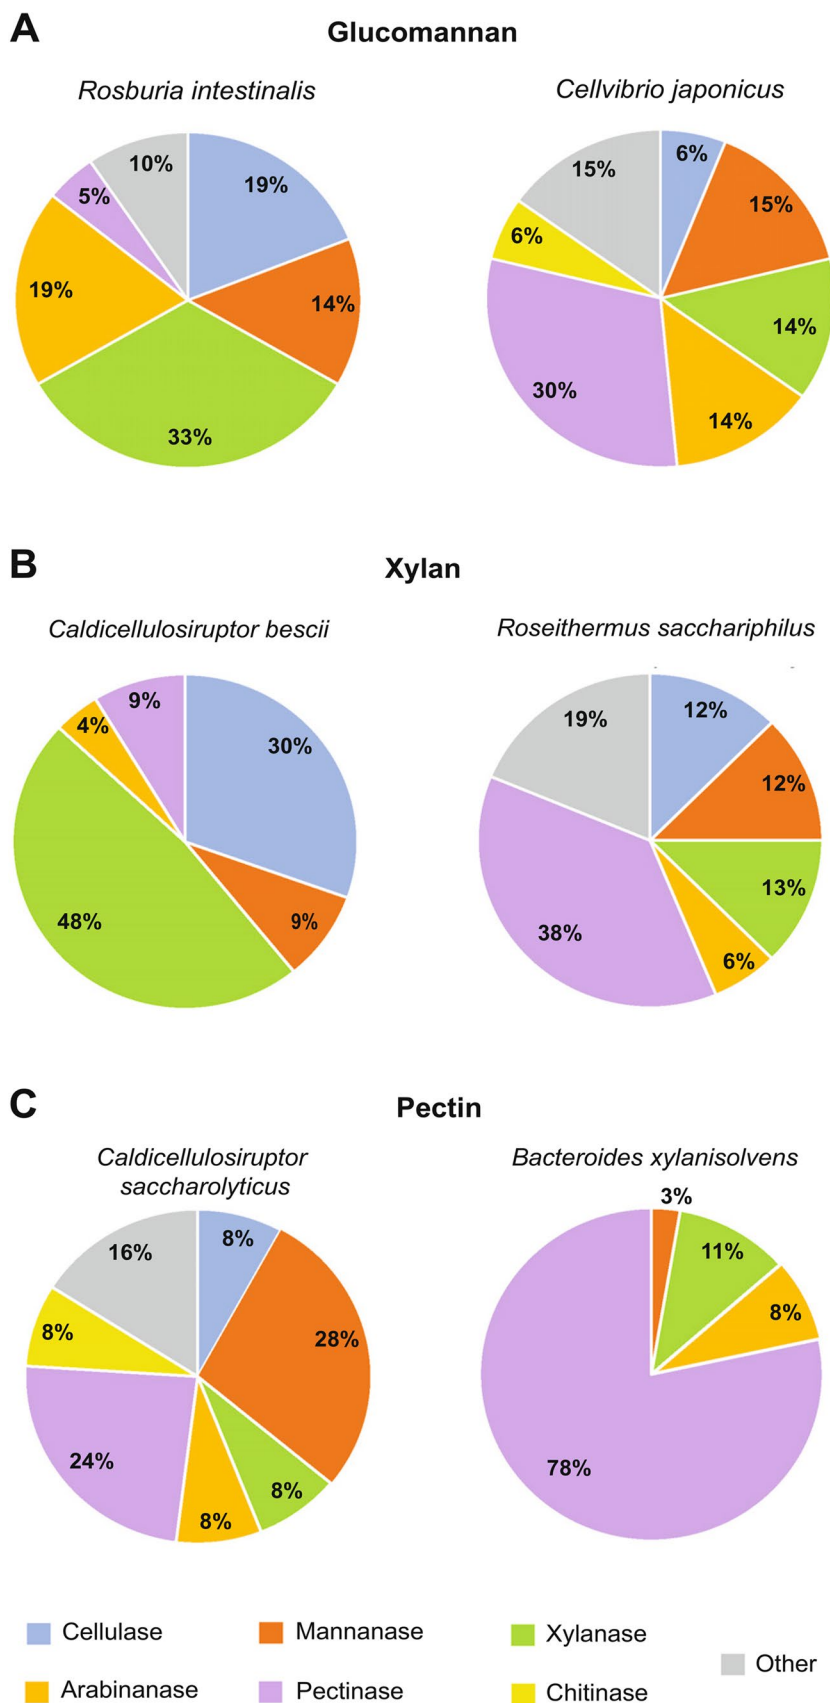 A
Glucomannan
Rosburia intestinalis
Cellvibrio japonicus
10%
19%
5%
19%
14%
33%
6%
15%
15%
6%
14%
30%
14%
B
Xylan
Caldicellulosiruptor bescii
Roseithermus sacchariphilus
9%
4%
30%
48%
9%
12%
19%
12%
13%
38%
6%
C
Pectin
Caldicellulosiruptor
saccharolyticus
Bacteroides xylanisolvens
8%
16%
8%
28%
24%
8%
8%
3%
11%
8%
78%
Cellulase
Mannanase
Xylanase
Other
Arabinanase
Pectinase
Chitinase